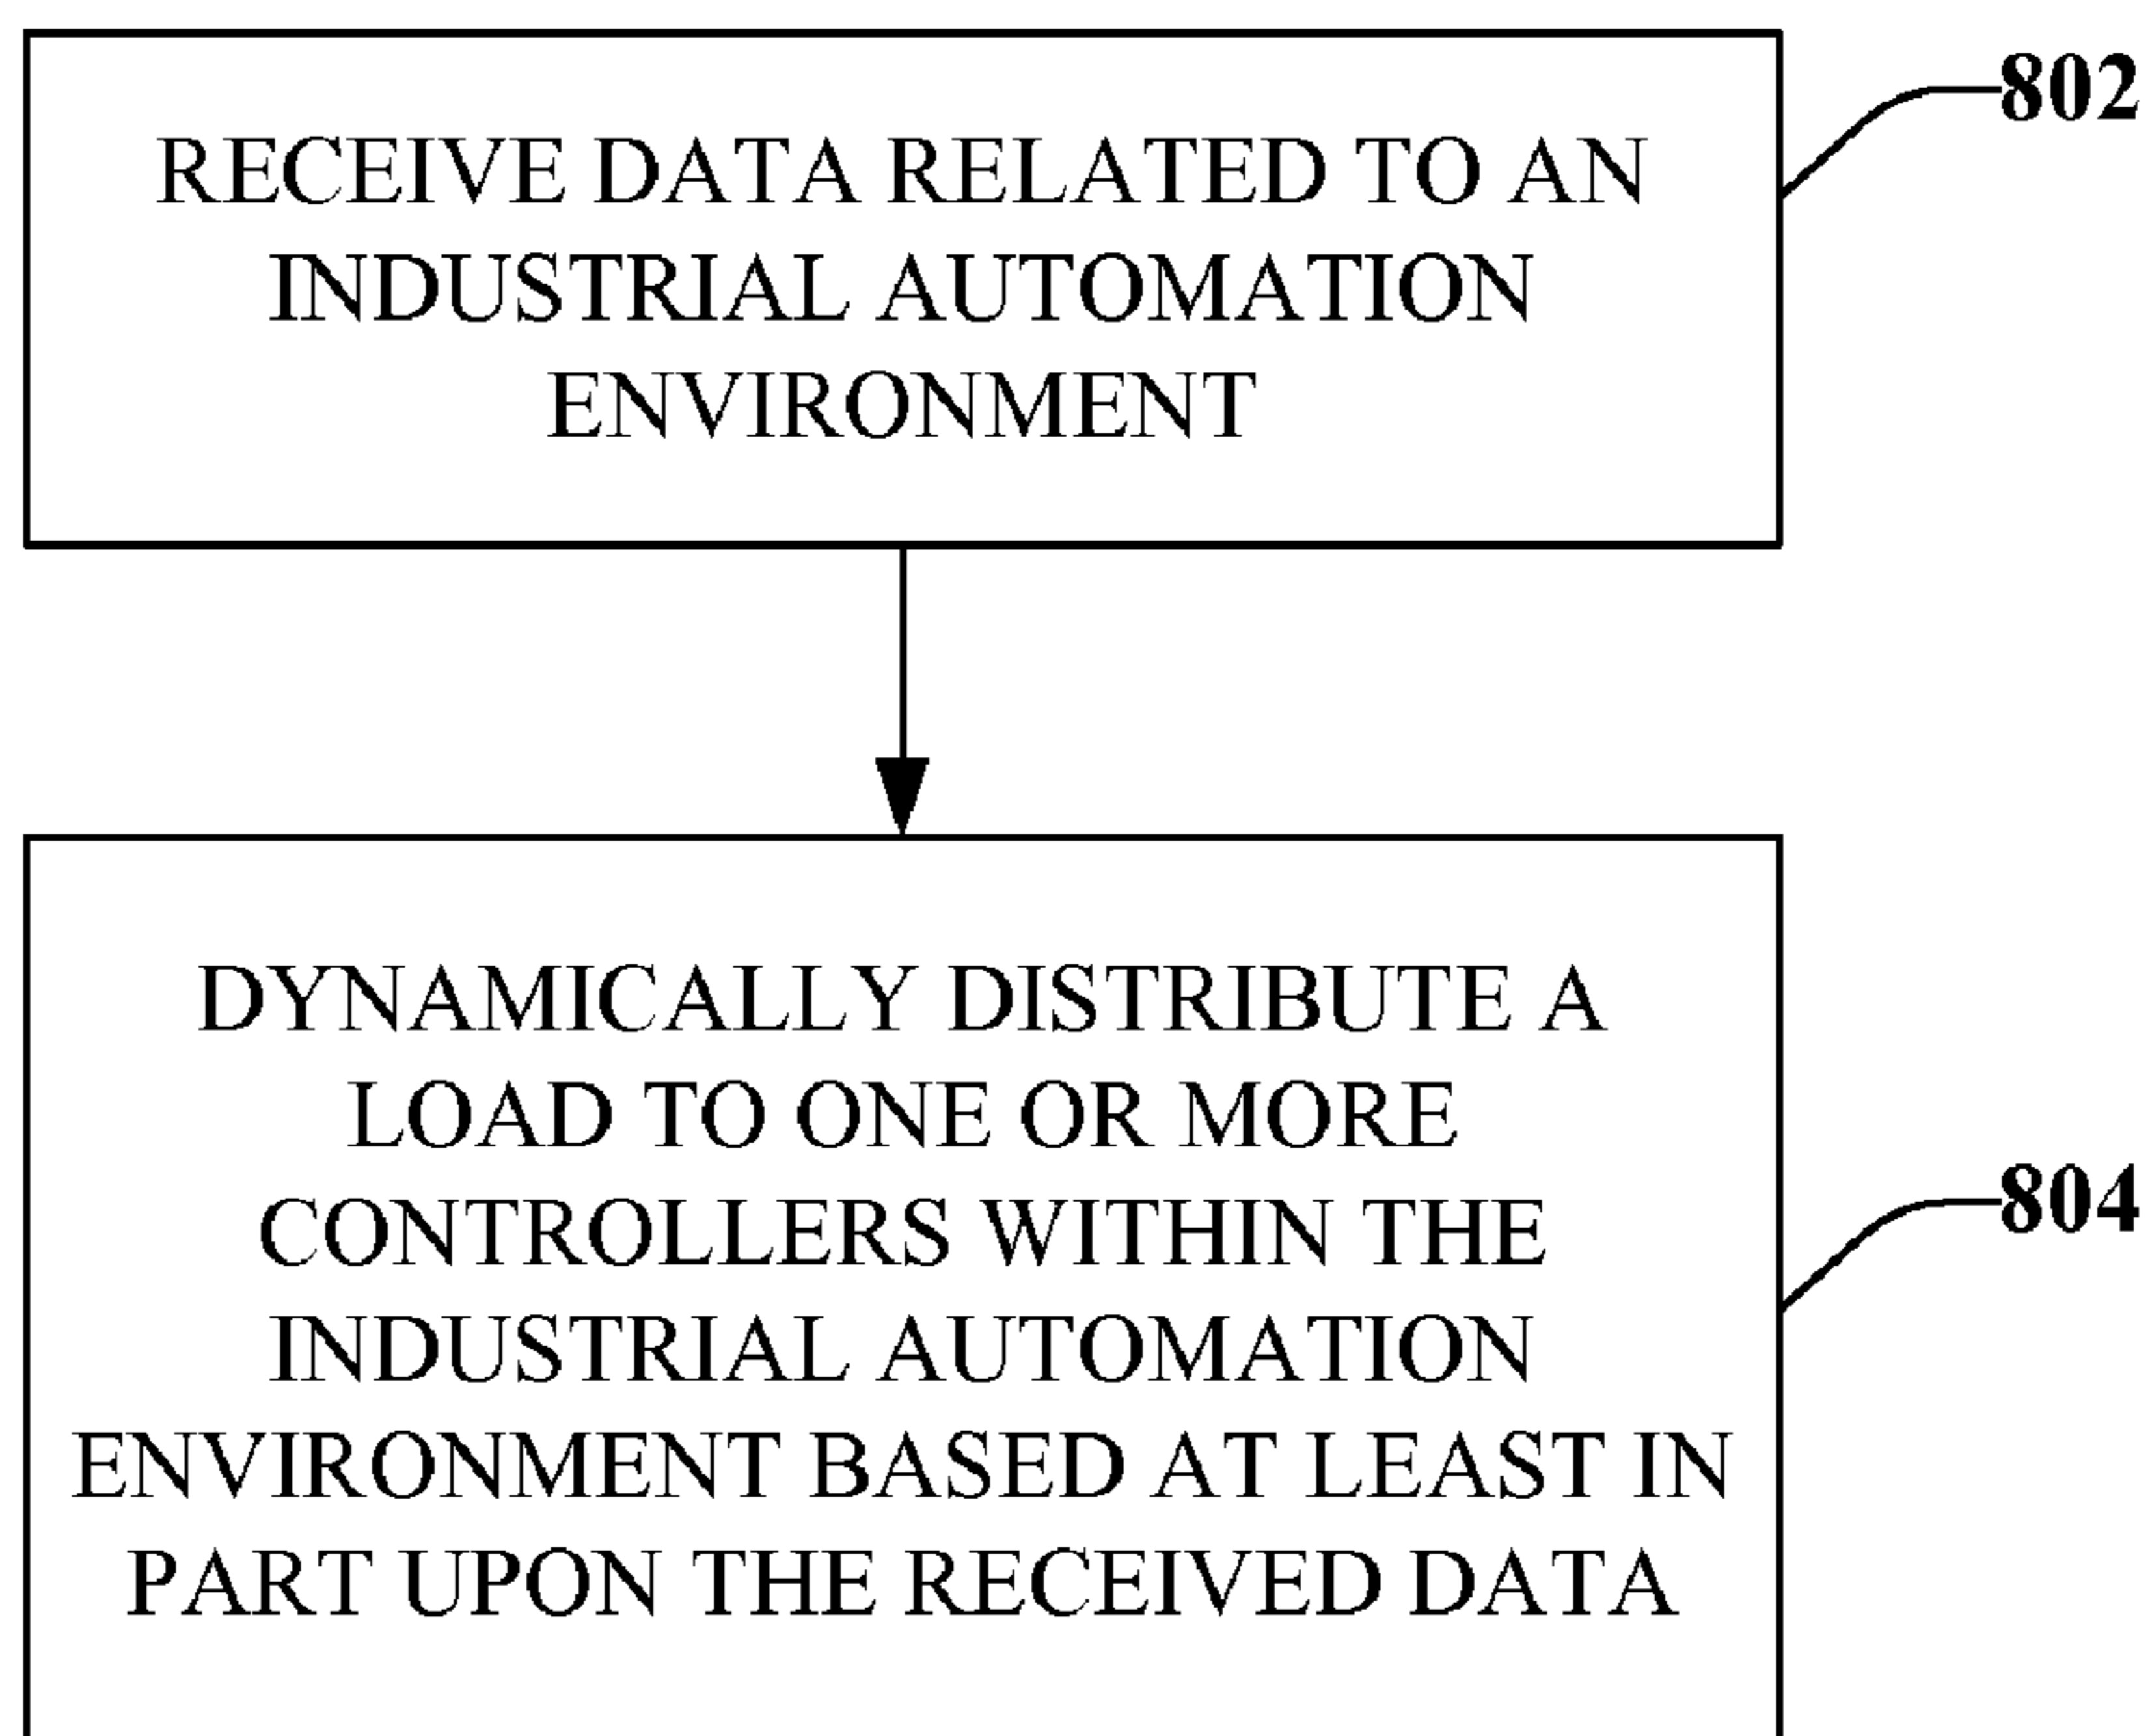 802
RECEIVE DATA RELATED TO AN
INDUSTRIAL AUTOMATION
ENVIRONMENT
DYNAMICALLY DISTRIBUTE A
LOAD TO ONE OR MORE
804
CONTROLLERS WITHIN THE
INDUSTRIAL AUTOMATION
ENVIRONMENT BASED AT LEAST IN
PART UPON THE RECEIVED DATA